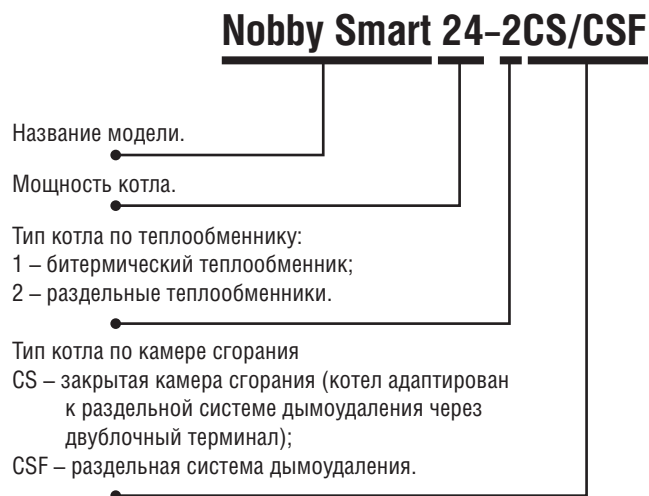 Nobby Smart 24–2CS/CSF
Название модели.
Мощность котла.
Тип котла по теплообменнику:
1 – битермический теплообменник;
2 – раздельные теплообменники.
Тип котла по камере сгорания
CS – закрытая камера сгорания (котел адаптирован
к раздельной системе дымоудаления через
двублочный терминал);
CSF – раздельная система дымоудаления.